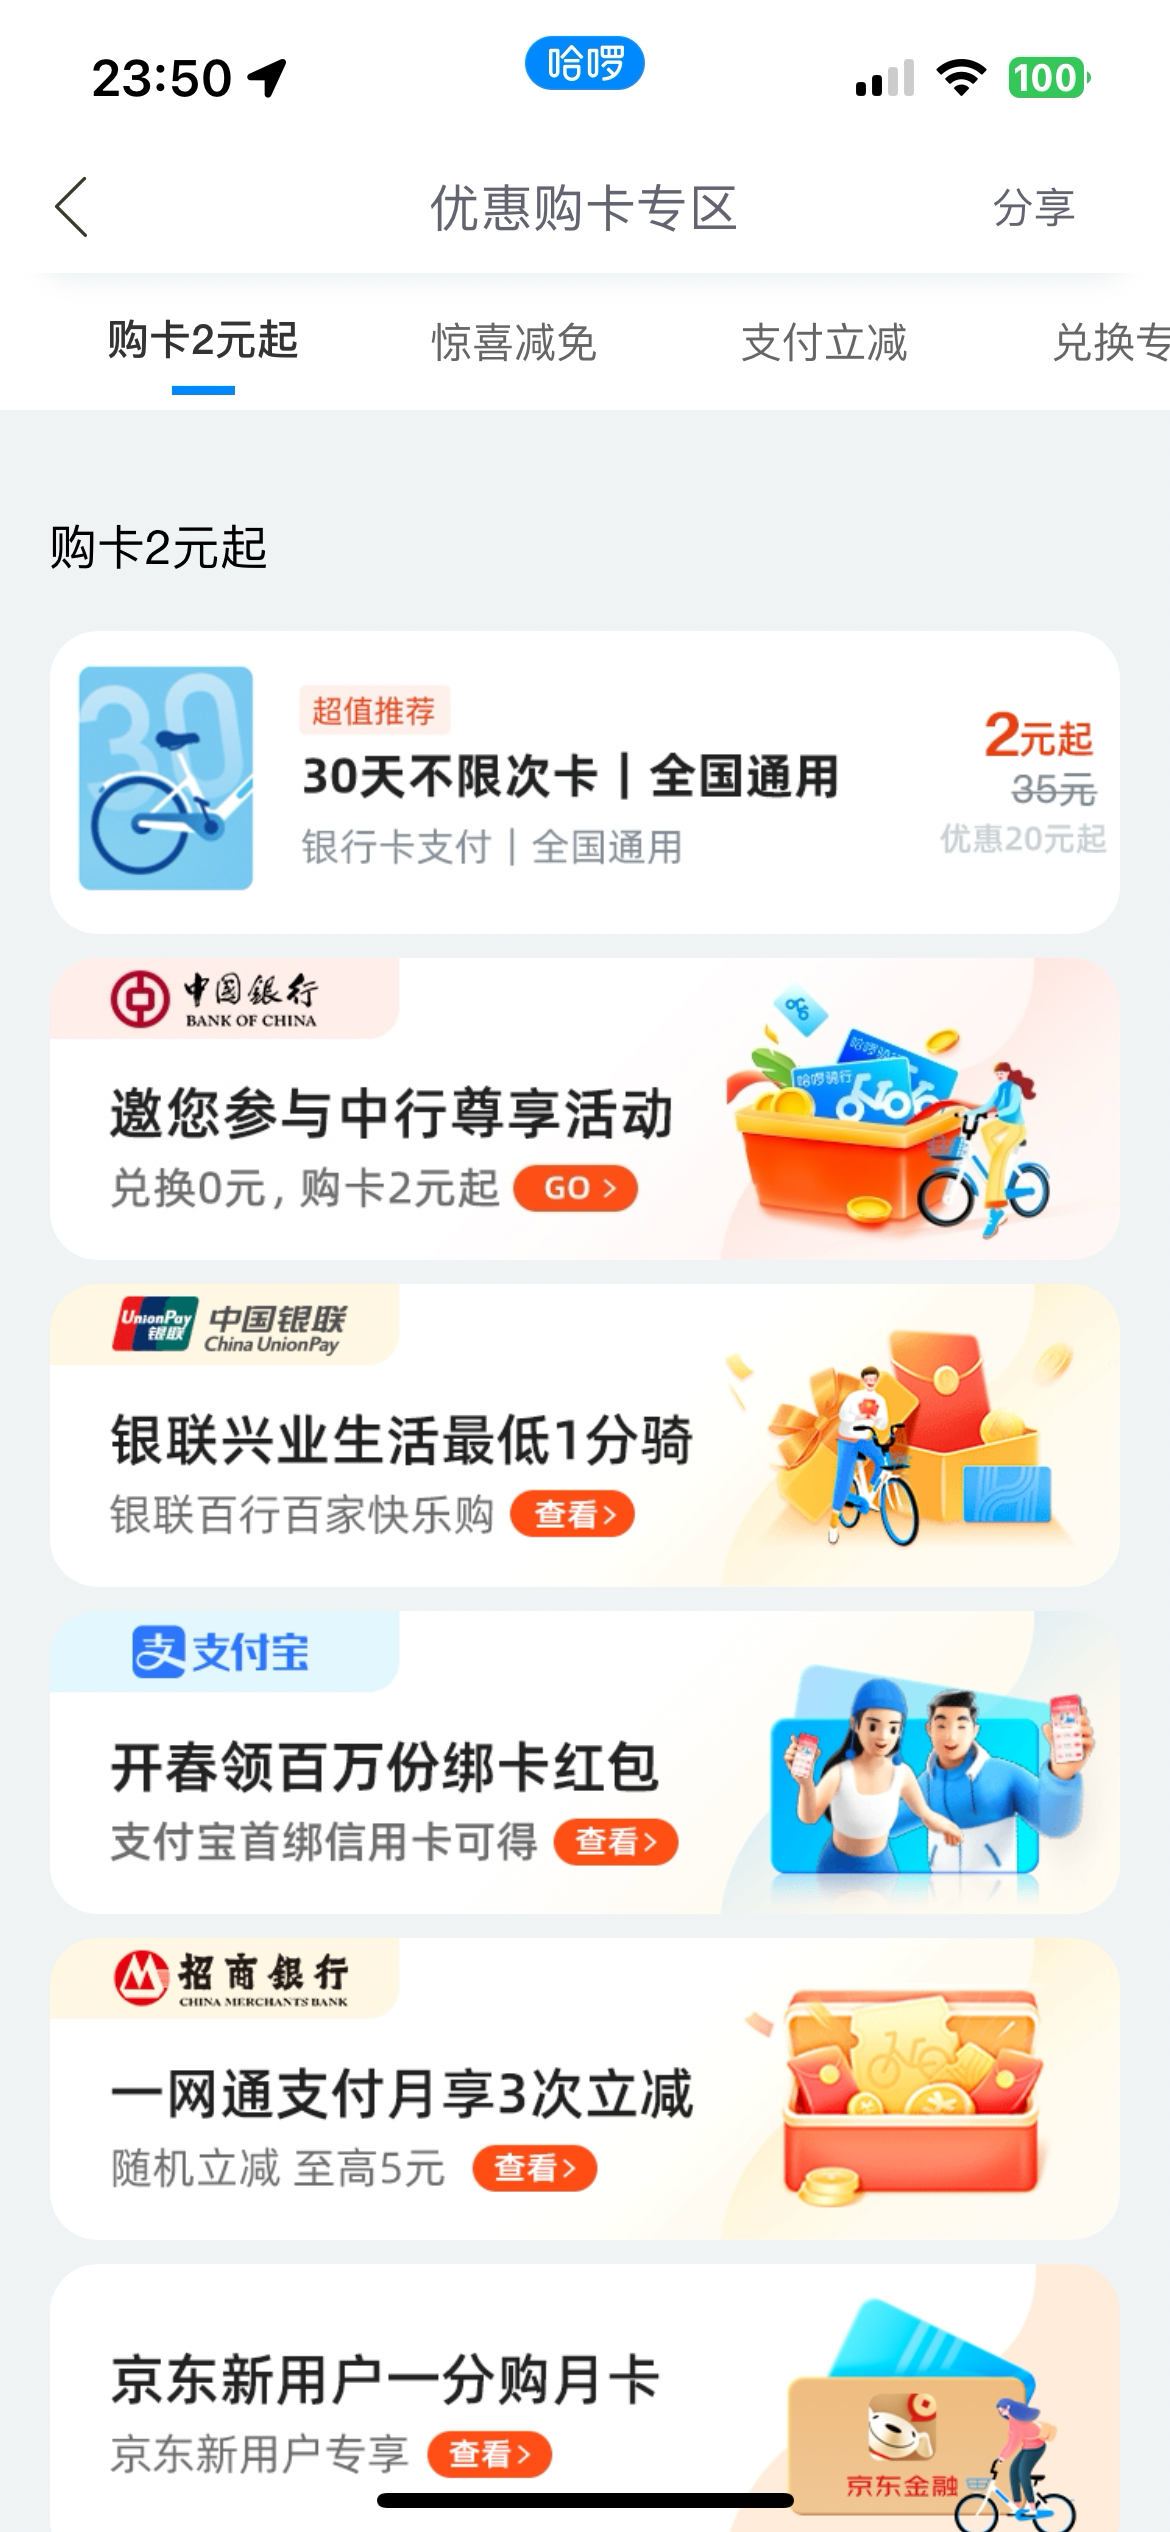 23:50
哈啰
100
优惠购卡专区
分享
购卡2元起
惊喜减免
支付立减
兑换专
购卡2元起
30
超值推荐
30天不限次卡｜全国通用
银行卡支付｜全国通用
2元起
35元
优惠20元起
中国銀行
BANK OF CHINA
邀您参与中行尊享活动
兑换0元，购卡2元起
GO >
哈啰骑行
UnionPay
银联
中国银联
China UnionPay
银联兴业生活最低1分骑
银联百行百家快乐购
查看>
支 支付宝
开春领百万份绑卡红包
支付宝首绑信用卡可得
查看>
招商銀行
CHINA MERCHANTS BANK
一网通支付月享3次立减
随机立减 至高5元
查看>
京东新用户一分购月卡
京东新用户专享
查看>
京东金融